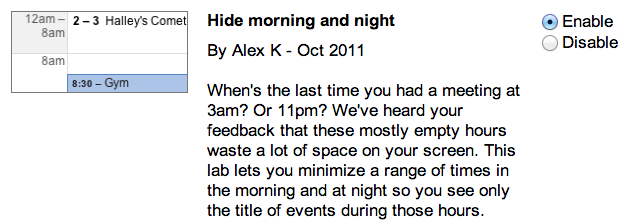 12am –
8am
2 – 3 Halley's Comet
8am
8:30 – Gym
Hide morning and night
By Alex K - Oct 2011
When's the last time you had a meeting at
3am? Or 11pm? We've heard your
feedback that these mostly empty hours
waste a lot of space on your screen. This
lab lets you minimize a range of times in
the morning and at night so you see only
the title of events during those hours.
Enable
Disable